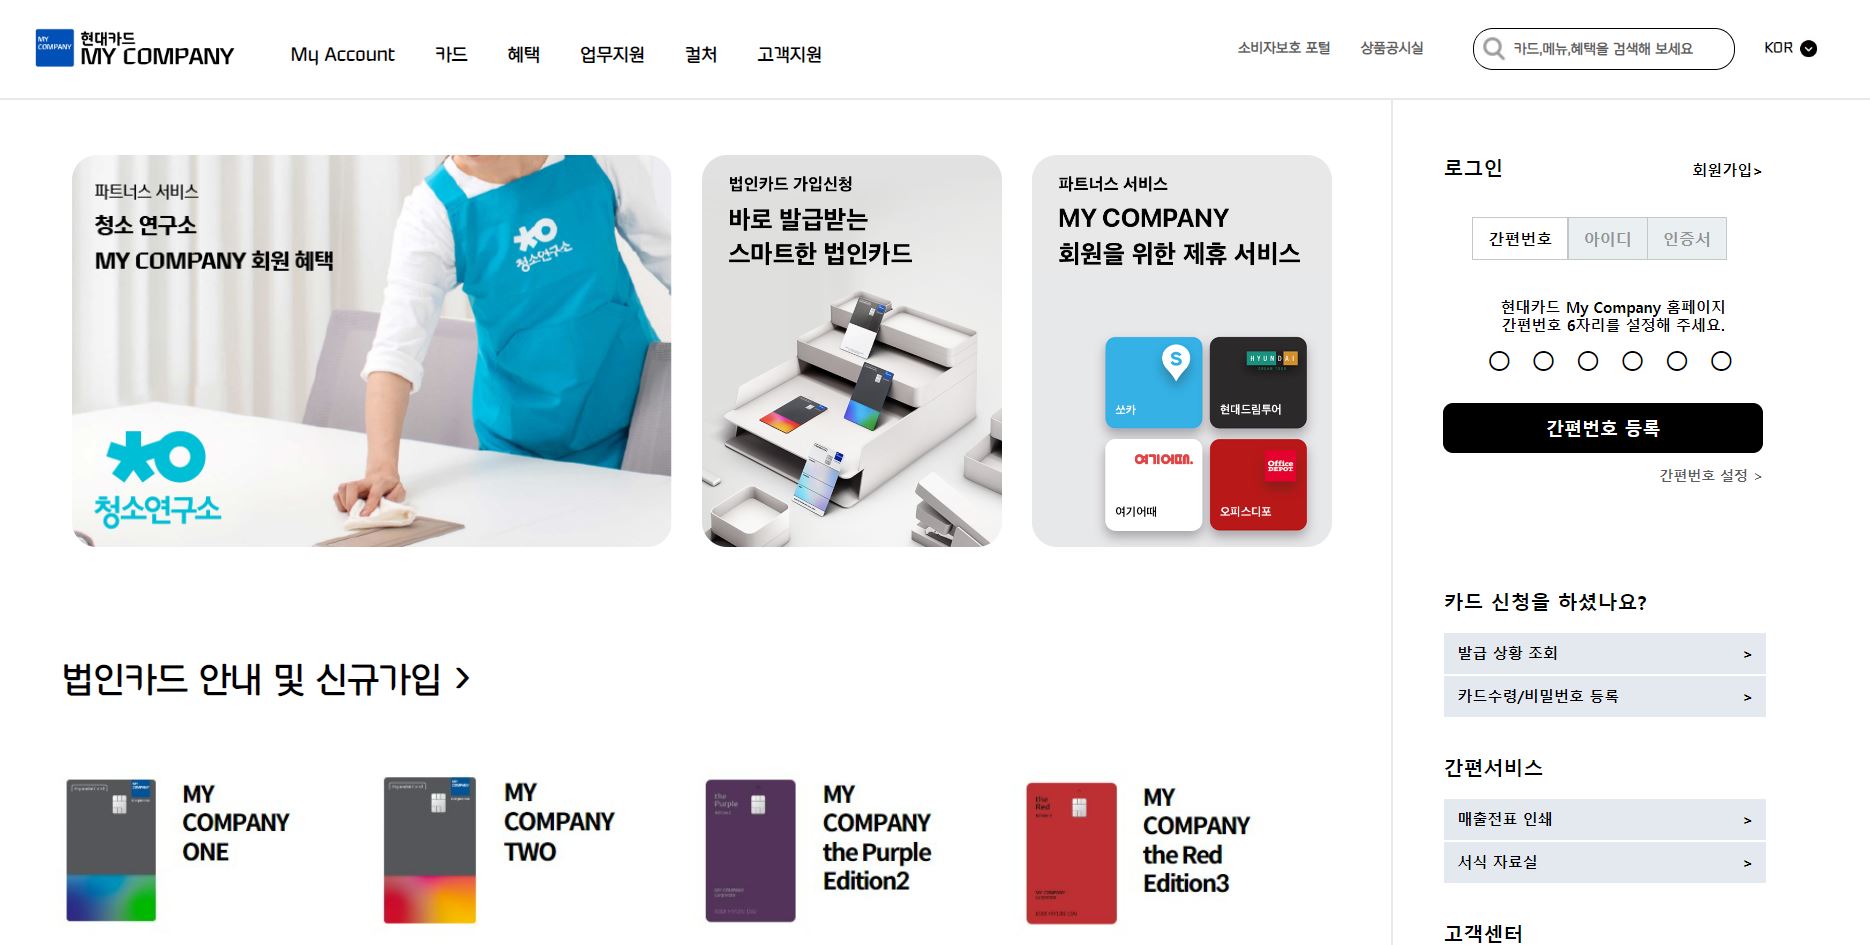 MY
COMPANY
현대카드
MY COMPANY
My Account 카드 혜택 업무지원 컬처 고객지원
소비자보호 포털 상품공시실
카드,메뉴,혜택을 검색해 보세요
KOR
파트너스 서비스
청소 연구소
MY COMPANY 회원 혜택
청소연구소
청소연구소
법인카드 가입신청
바로 발급받는
스마트한 법인카드
파트너스 서비스
MY COMPANY
회원을 위한 제휴 서비스
S
쏘카
HYUNDAI
DREAM TOUR
현대드림투어
여기어때.
여기어때
Office
DEPOT
오피스디포
로그인
회원가입>
간편번호 아이디 인증서
현대카드 My Company 홈페이지
간편번호 6자리를 설정해 주세요.
간편번호 등록
간편번호 설정 >
카드 신청을 하셨나요?
발급 상황 조회 >
카드수령/비밀번호 등록 >
간편서비스
매출전표 인쇄 >
서식 자료실 >
고객센터
법인카드 안내 및 신규가입 >
MY
COMPANY
ONE
MY
COMPANY
TWO
the
Purple
MY
COMPANY
the Purple
Edition2
the
Red
MY
COMPANY
the Red
Edition3